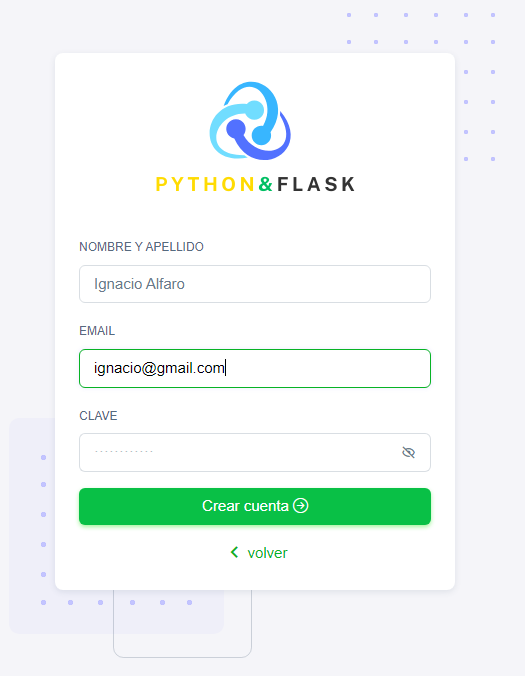 PYTHON&FLASK
NOMBRE Y APELLIDO
Ignacio Alfaro
EMAIL
ignacio@gmail.com
CLAVE
············
Crear cuenta
volver